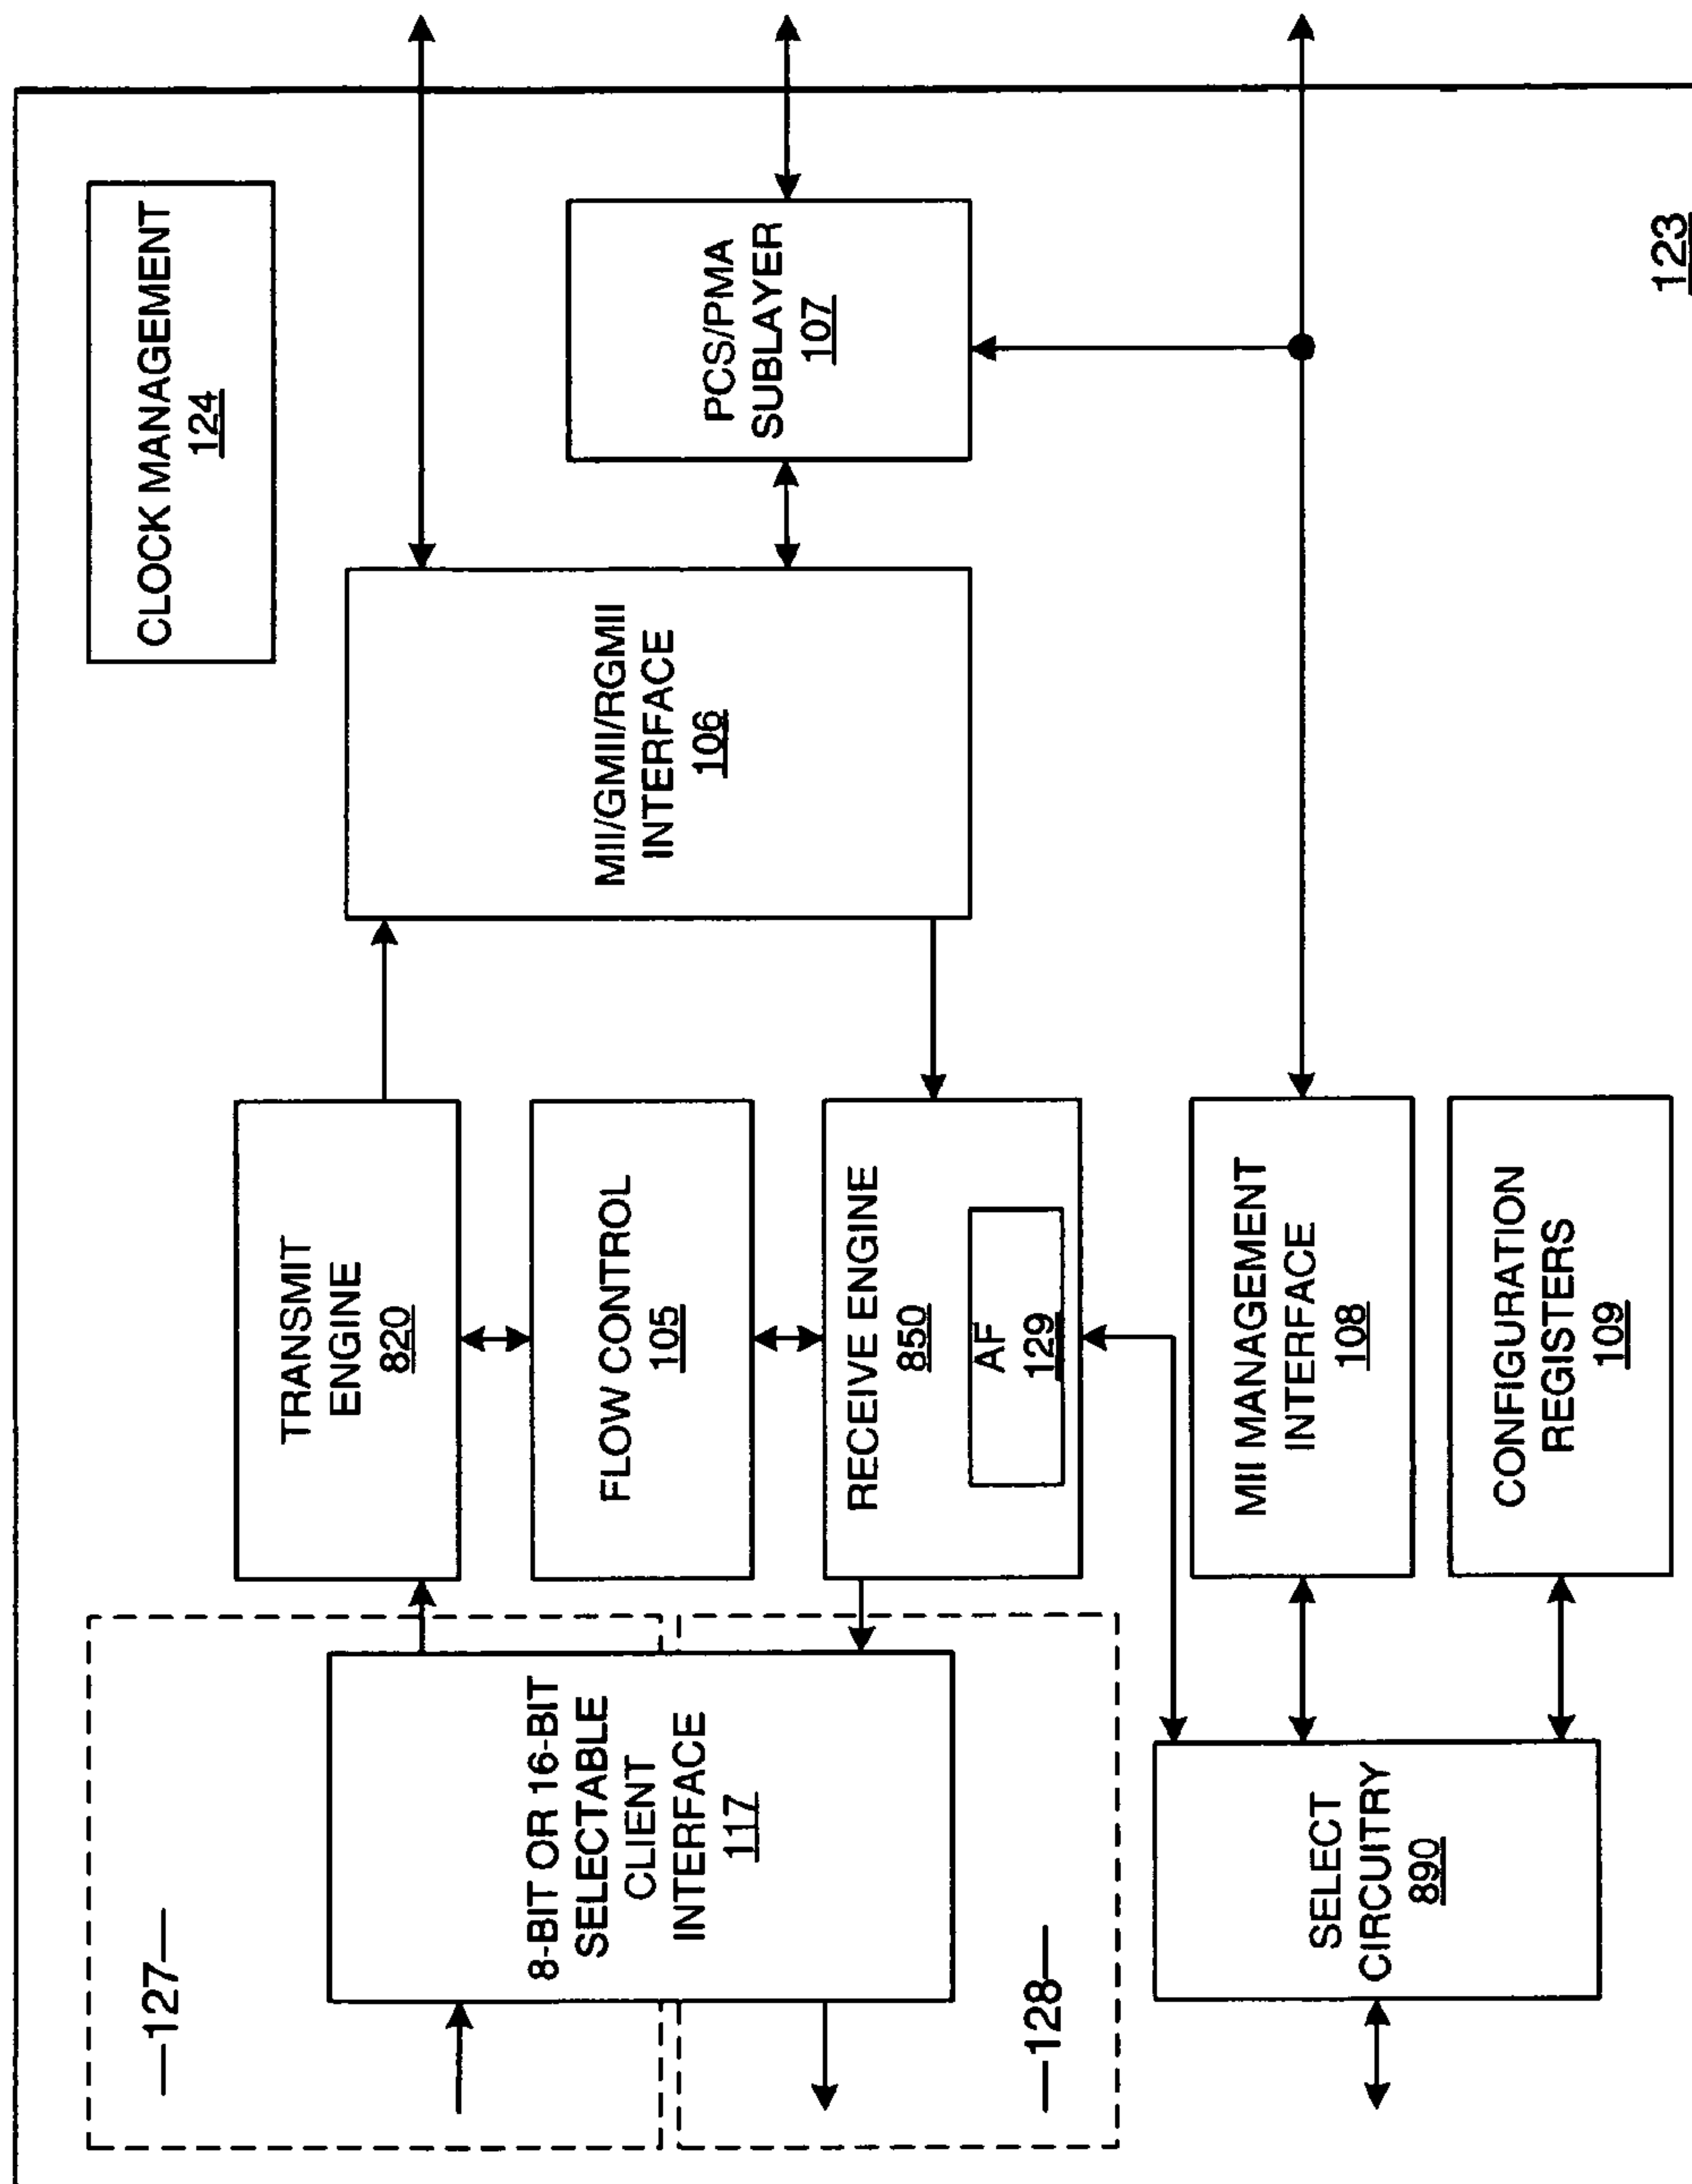 —127—
8-BIT OR 16-BIT
SELECTABLE
CLIENT
INTERFACE
117
—128—
TRANSMIT
ENGINE
820
FLOW CONTROL
105
RECEIVE ENGINE
850
AF
129
MII/GMII/RGMII
INTERFACE
106
CLOCK MANAGEMENT
124
PCS/PMA
SUBLAYER
107
SELECT
CIRCUITRY
890
MII MANAGEMENT
INTERFACE
108
CONFIGURATION
REGISTERS
109
123